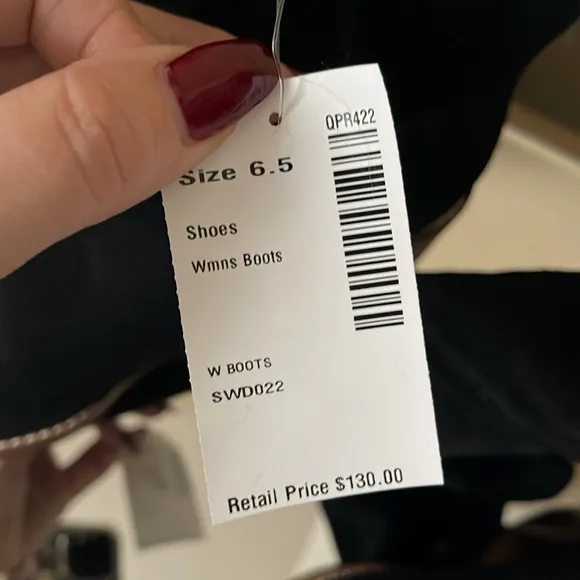 QPR422
Size 6.5
Shoes
Wmns Boots
W BOOTS
SWD022
Retail Price $130.00